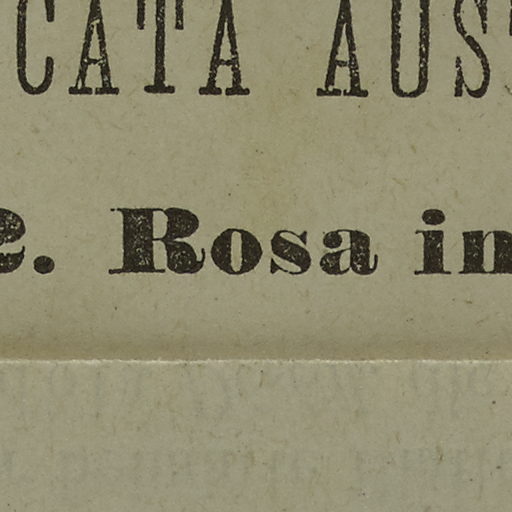 CATA AUS
2. Rosa in